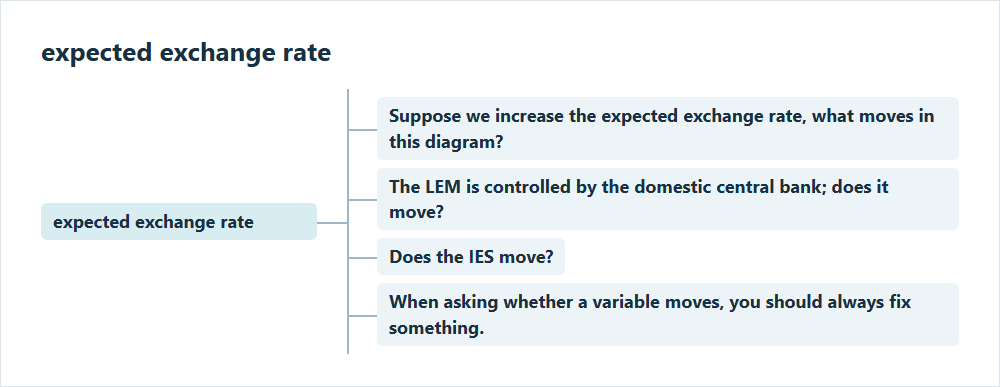 expected exchange rate
expected exchange rate
Suppose we increase the expected exchange rate, what moves in
this diagram?
The LEM is controlled by the domestic central bank; does it
move?
Does the IES move?
When asking whether a variable moves, you should always fix
something.